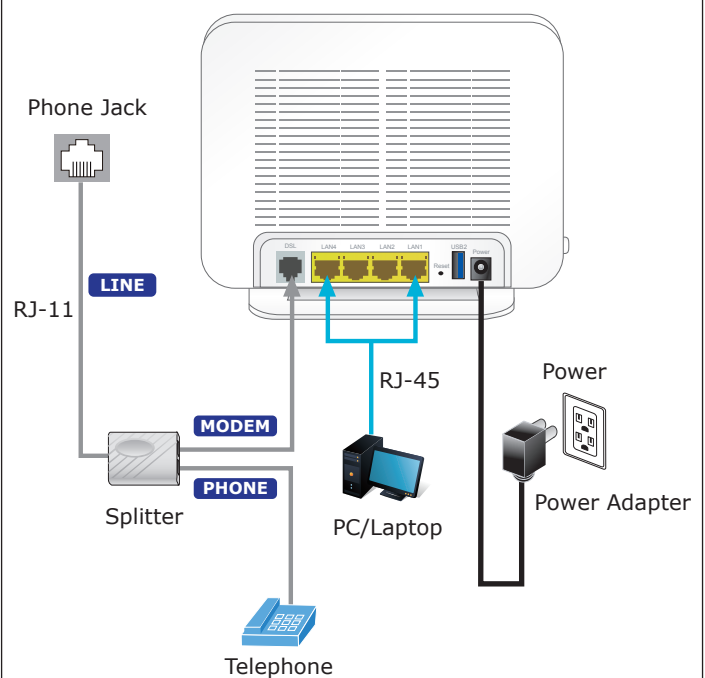 Phone Jack
DSL
LAN4
LAN3
LAN2
LAN1
Reset
USB2
Power
LINE
RJ-11
RJ-45
Power
MODEM
PHONE
Splitter
PC/Laptop
Power Adapter
Telephone